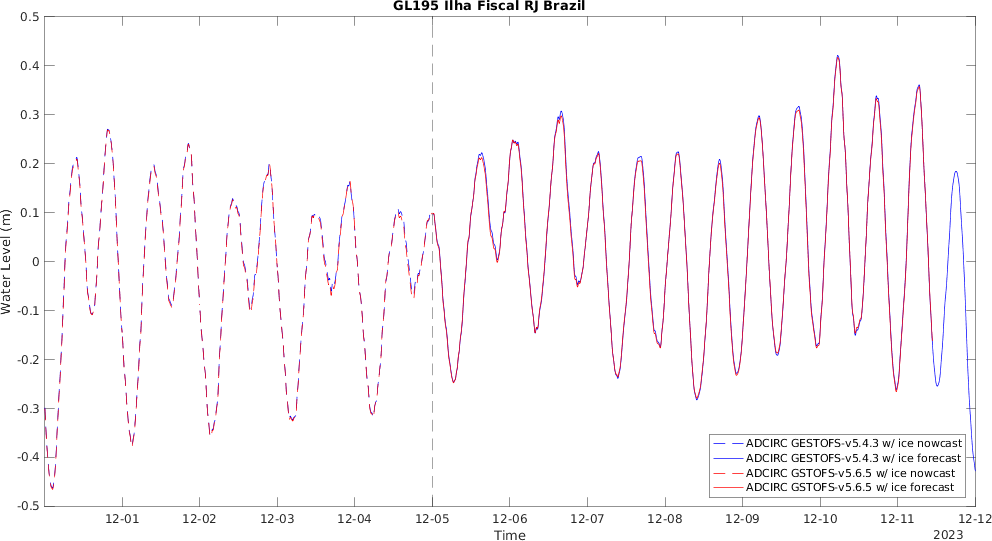 GL195 Ilha Fiscal RJ Brazil
0.5
0.4
0.3
0.2
0.1
0
-0.1
-0.2
-0.3
-0.4
-0.5
Water Level (m)
12-01 12-02 12-03 12-04 12-05 12-06 12-07 12-08 12-09 12-10 12-11 12-12
Time
2023
ADCIRC GESTOFS-v5.4.3 w/ ice nowcast
ADCIRC GESTOFS-v5.4.3 w/ ice forecast
ADCIRC GSTOFS-v5.6.5 w/ ice nowcast
ADCIRC GSTOFS-v5.6.5 w/ ice forecast